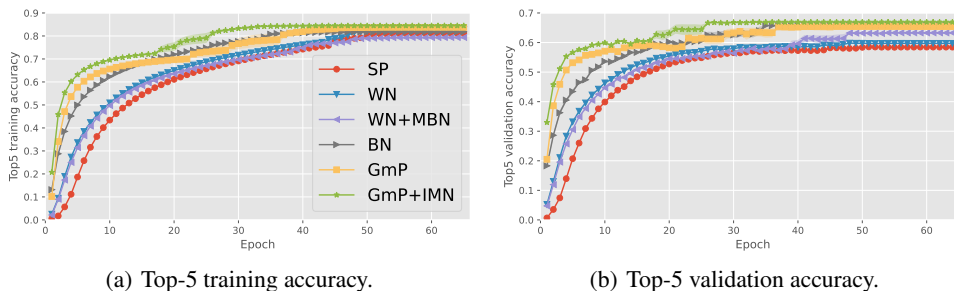 0.9
0.8
0.7
0.6
0.5
0.4
0.3
0.2
0.1
0.0
Top5 training accuracy
SP
WN
WN+MBN
BN
GmP
GmP+IMN
0 10 20 30 40 50 60
Epoch
(a) Top-5 training accuracy.
0.7
0.6
0.5
0.4
0.3
0.2
0.1
0.0
Top5 validation accuracy
0 10 20 30 40 50 60
Epoch
(b) Top-5 validation accuracy.